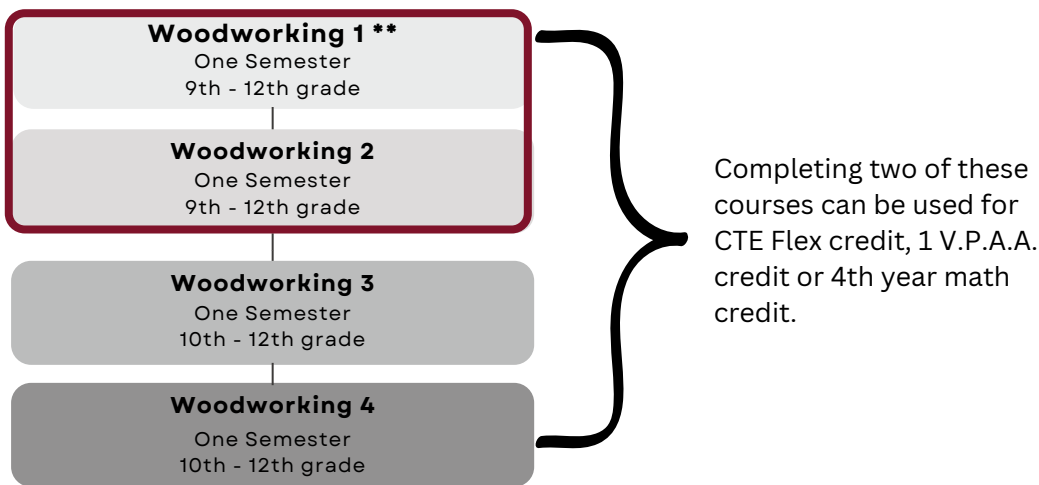 Woodworking 1 **
One Semester
9th - 12th grade
Woodworking 2
One Semester
9th - 12th grade
Woodworking 3
One Semester
10th - 12th grade
Woodworking 4
One Semester
10th - 12th grade
Completing two of these
courses can be used for
CTE Flex credit, 1 V.P.A.A.
credit or 4th year math
credit.